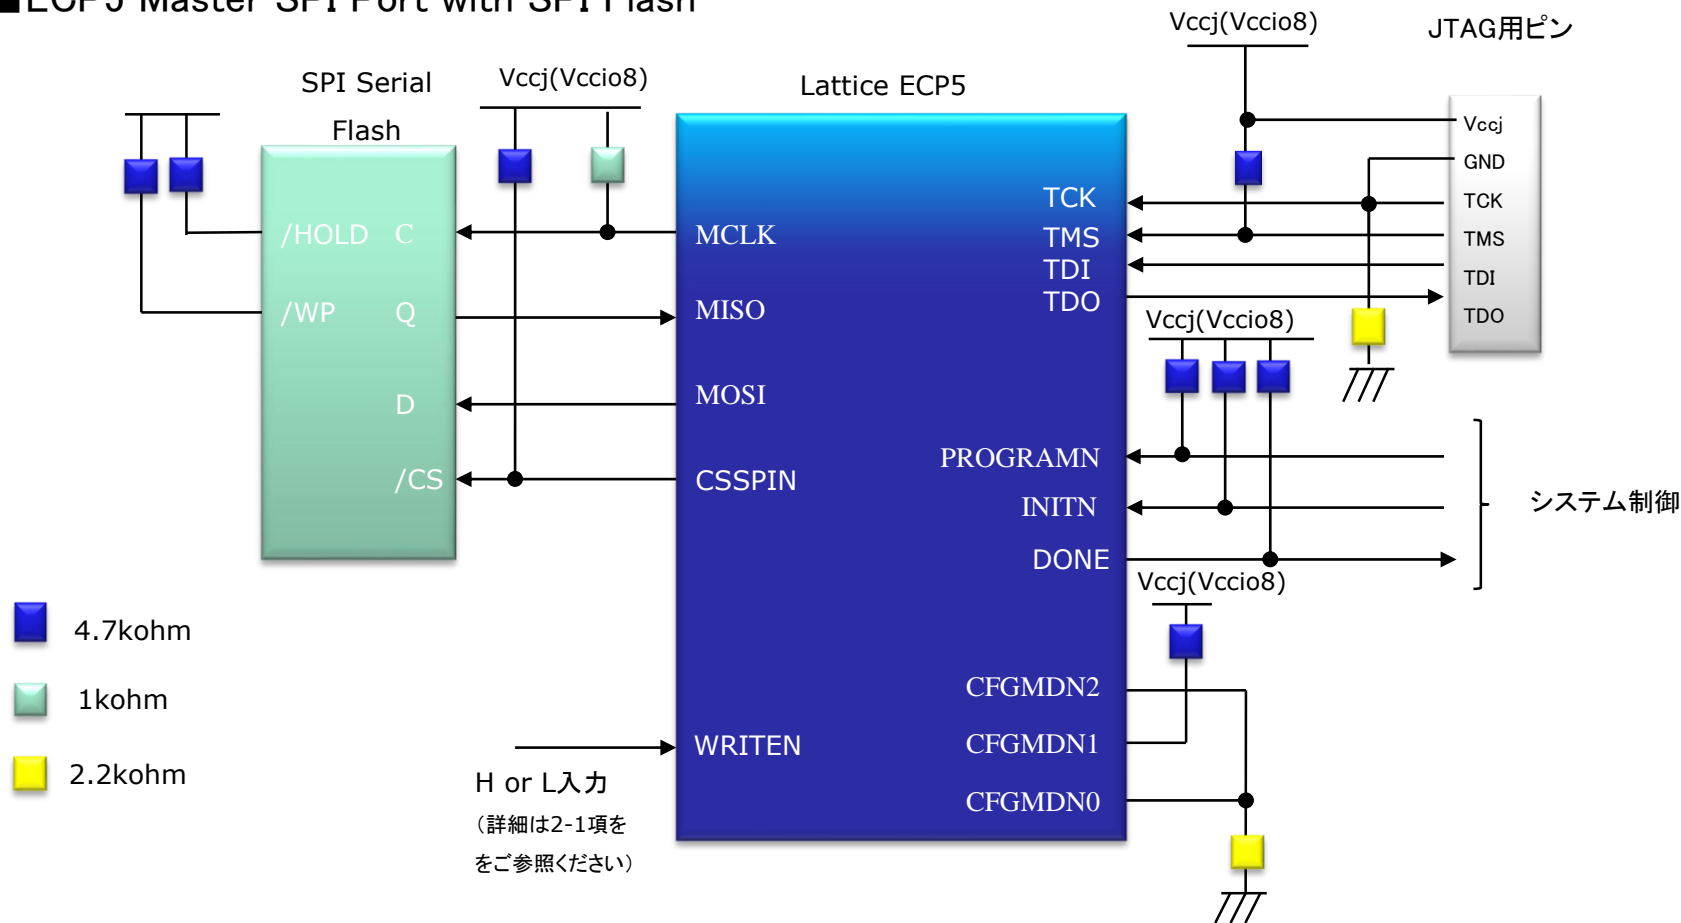 ■ECP5 Master SPI Port with SPI Flash
Vccj(Vccio8)
JTAG用ピン
SPI Serial
Flash
Vccj(Vccio8)
Lattice ECP5
Vccj
GND
TCK
TMS
TDI
TDO
TCK
TMS
TDI
TDO
/HOLD C
/WP Q
D
/CS
MCLK
MISO
MOSI
CSSPIN
Vccj(Vccio8)
PROGRAMN
INITN
DONE
システム制御
Vccj(Vccio8)
CFGMDN2
CFGMDN1
CFGMDN0
WRITEN
H or L入力
（詳細は2-1項を
をご参照ください）
4.7kohm
1kohm
2.2kohm